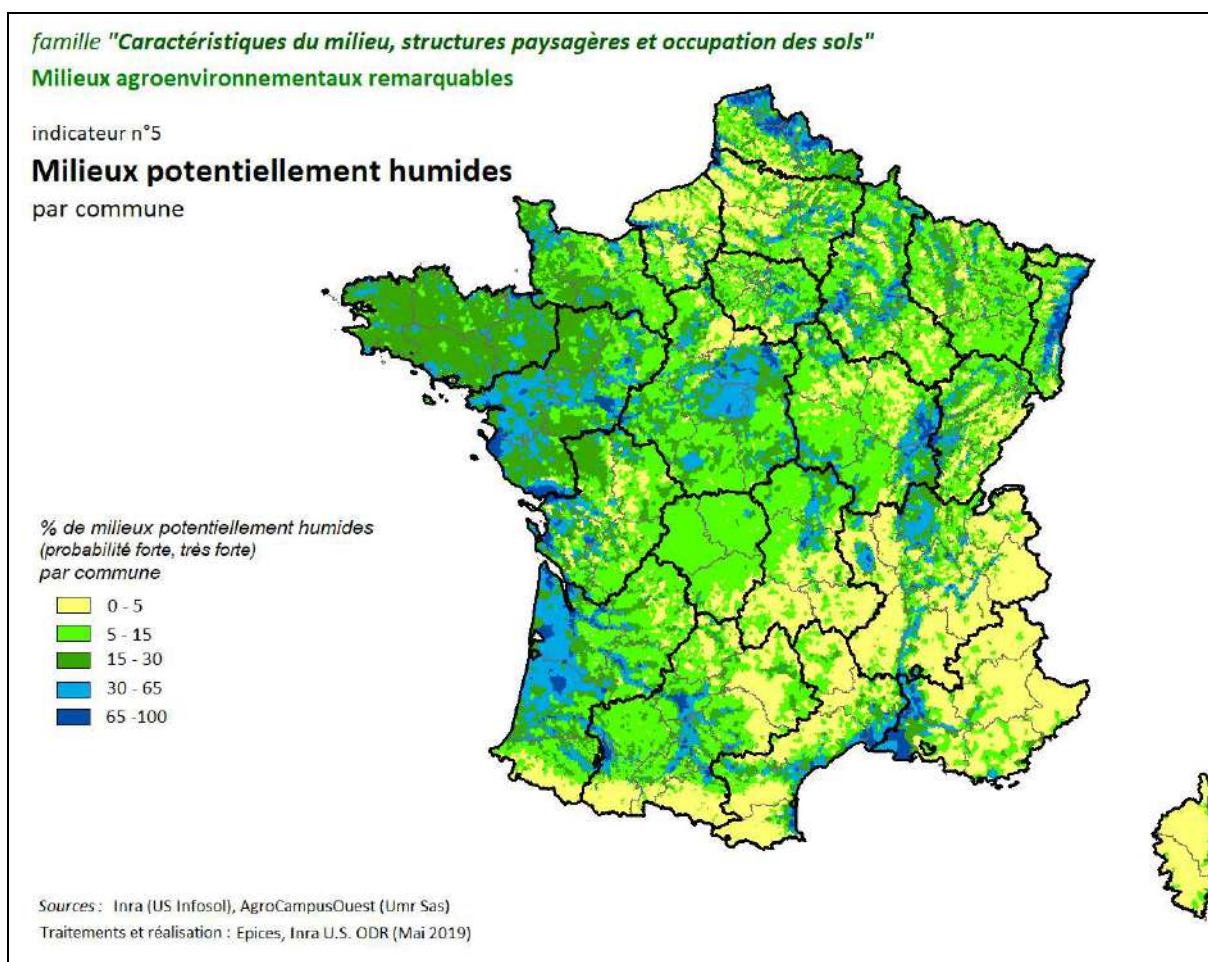 famille "Caractéristiques du milieu, structures paysagères et occupation des sols"
Milieux agroenvironnementaux remarquables
indicateur n°5
Milieux potentiellement humides
par commune
% de milieux potentiellement humides
(probabilité forte, très forte)
par commune
0 - 5
5 - 15
15 - 30
30 - 65
65 -100
Sources : Inra (US Infosol), AgroCampusOuest (Umr Sas)
Traitements et réalisation : Epices, Inra U.S. ODR (Mai 2019)